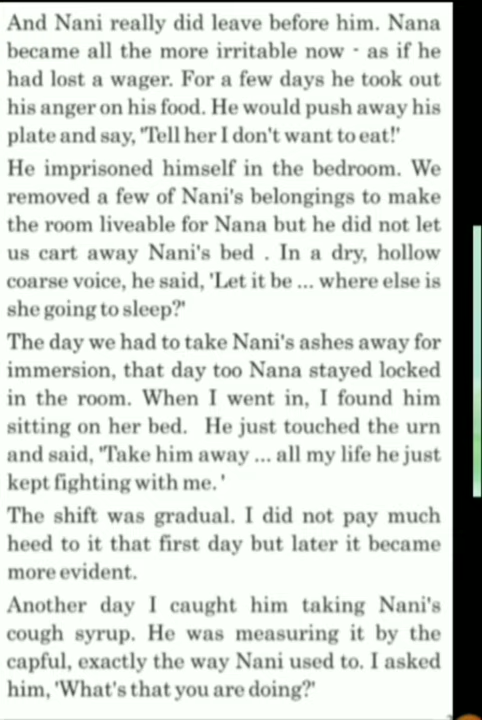 And Nani really did leave before him. Nana
became all the more irritable now - as if he
had lost a wager. For a few days he took out
his anger on his food. He would push away his
plate and say, 'Tell her I don't want to eat!'
He imprisoned himself in the bedroom. We
removed a few of Nani's belongings to make
the room liveable for Nana but he did not let
us cart away Nani's bed . In a dry, hollow
coarse voice, he said, 'Let it be ... where else is
she going to sleep?'
The day we had to take Nani's ashes away for
immersion, that day too Nana stayed locked
in the room. When I went in, I found him
sitting on her bed. He just touched the urn
and said, 'Take him away ... all my life he just
kept fighting with me. '
The shift was gradual. I did not pay much
heed to it that first day but later it became
more evident.
Another day I caught him taking Nani's
cough syrup. He was measuring it by the
capful, exactly the way Nani used to. I asked
him, 'What's that you are doing?'